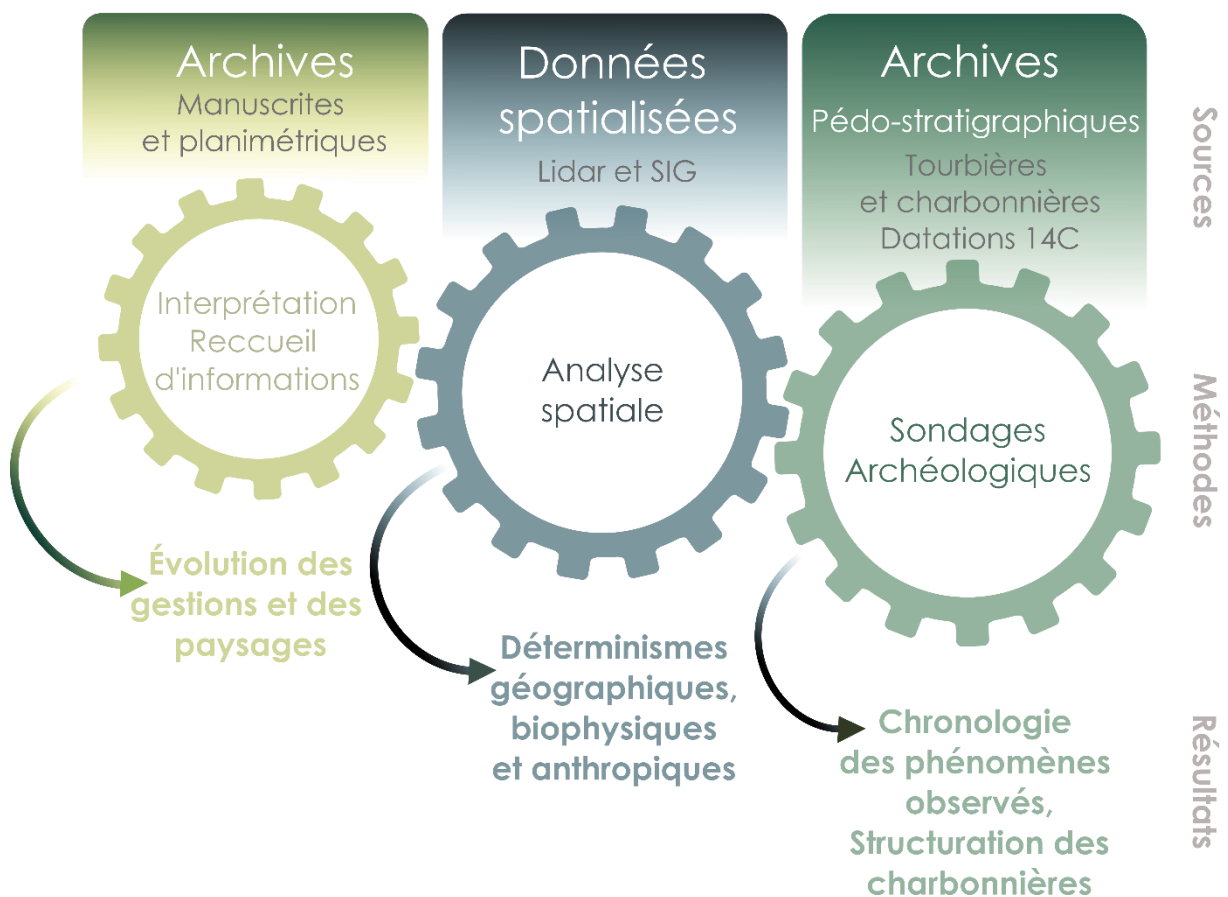 Archives
Manuscrites
et planimétriques
Interprétation
Reccueil
d'informations
Évolution des
gestions et des
paysages
Données
spatialisées
Lidar et SIG
Analyse
spatiale
Déterminismes
géographiques,
biophysiques
et anthropiques
Archives
Pédo-stratigraphiques
Tourbières
et charbonnières
Datations 14C
Sondages
Archéologiques
Chronologie
des phénomènes
observés,
Structuration des
charbonnières
Sources
Méthodes
Résultats